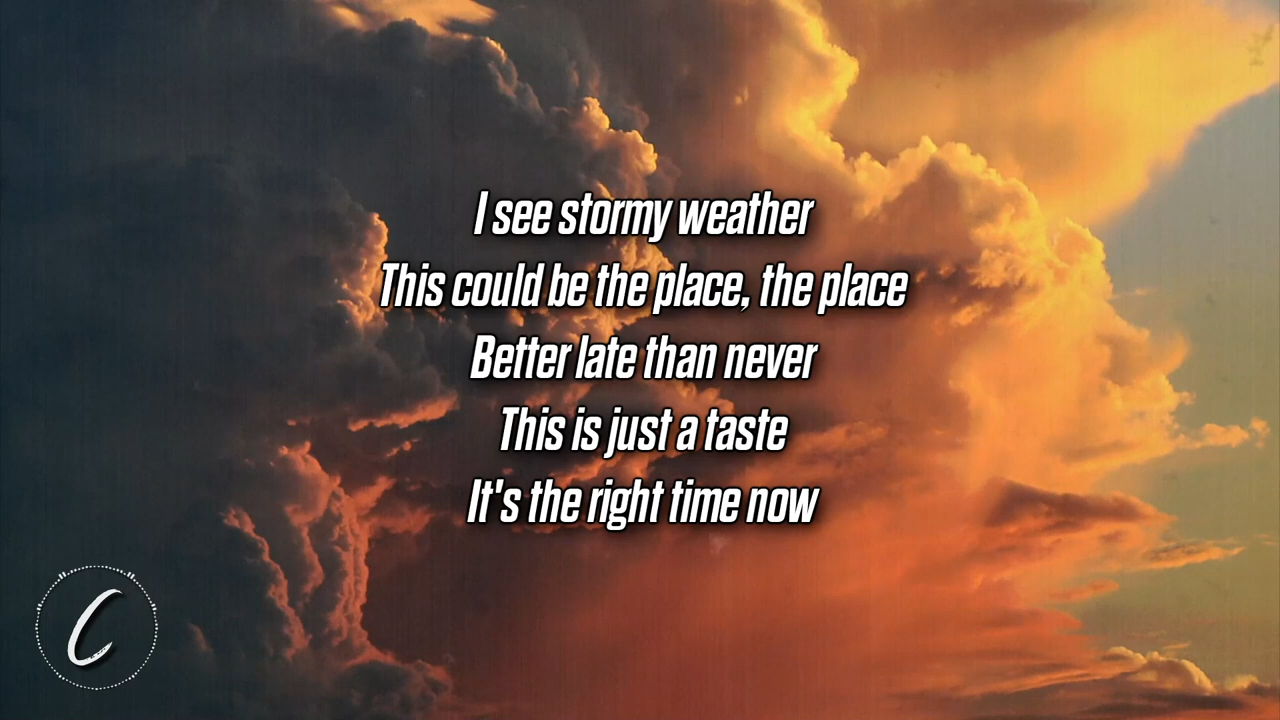 I see stormy weather
This could be the place, the place
Better late than never
This is just a taste
It's the right time now
C